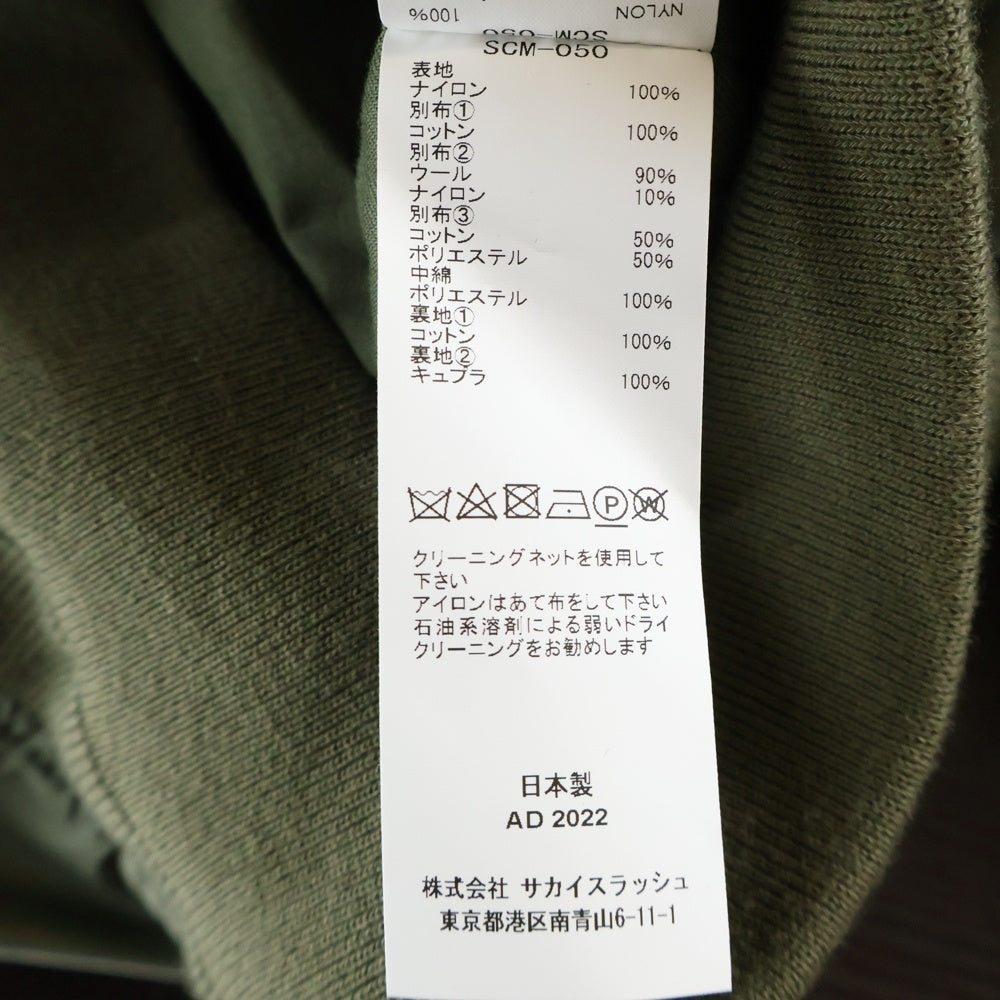 NYLON 100%
SCM-050
SCM-050
表地
ナイロン 100%
別布①
コットン 100%
別布②
ウール 90%
ナイロン 10%
別布③
コットン 50%
ポリエステル 50%
中綿
ポリエステル 100%
裏地①
コットン 100%
裏地②
キュプラ 100%
P W
クリーニングネットを使用して
下さい
アイロンはあて布をして下さい
石油系溶剤による弱いドライ
クリーニングをお勧めします
日本製
AD 2022
株式会社 サカイスラッシュ
東京都港区南青山6-11-1